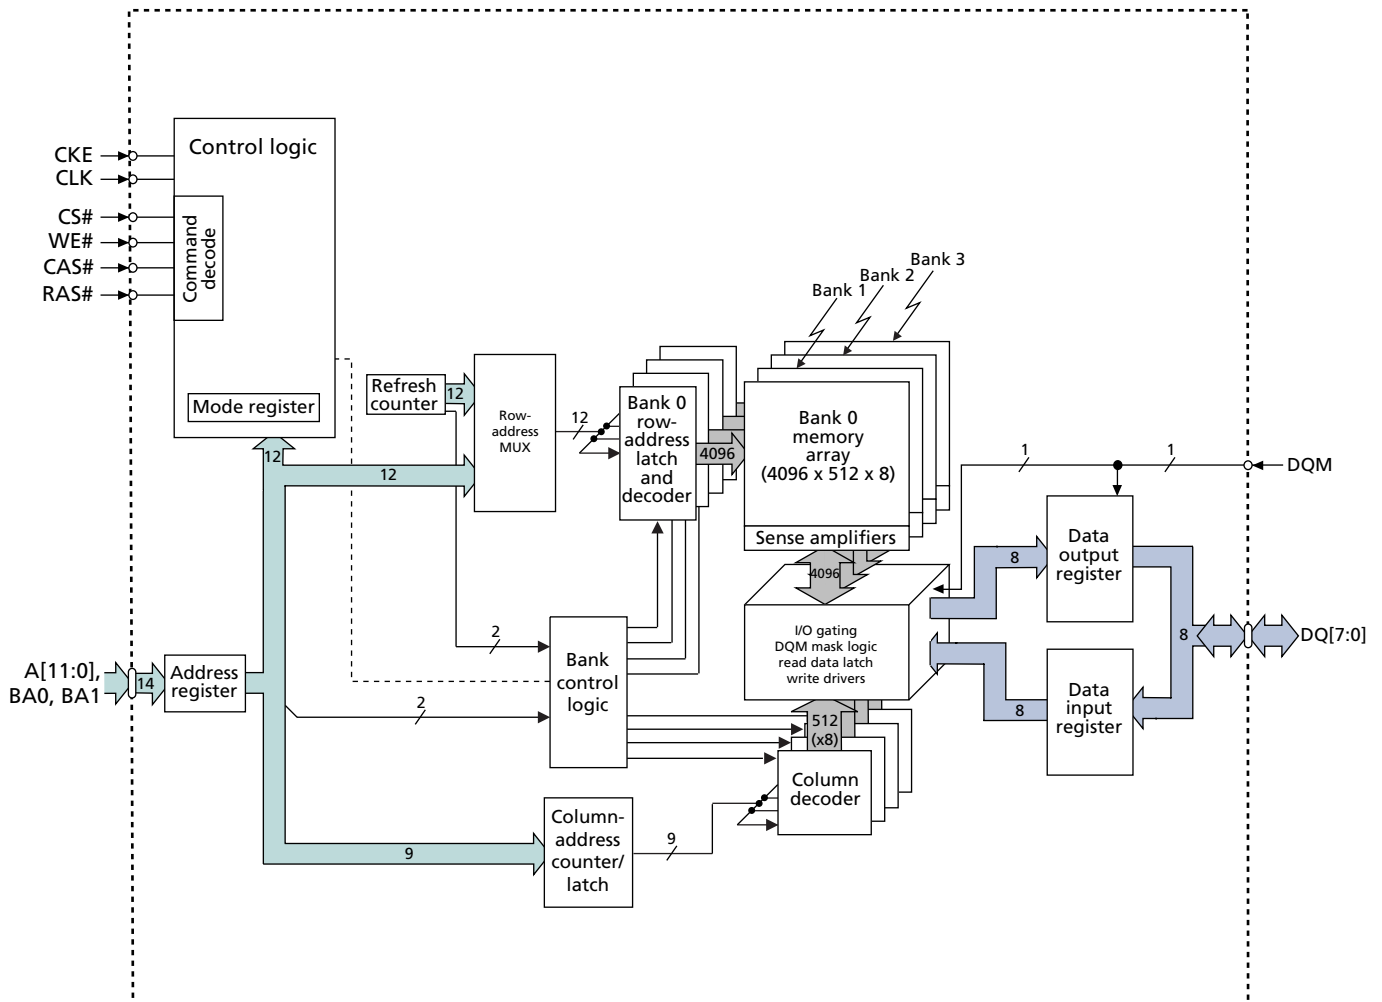 Control logic
CKE
CLK
CS#
WE#
CAS#
RAS#
Command
decode
Mode register
Bank 3
Bank 2
Bank 1
Refresh
counter
12
Row-
address
MUX
12
Bank 0
row-
address
latch
and
decoder
4096
Bank 0
memory
array
(4096 x 512 x 8)
Sense amplifiers
12
12
1
1
DQM
Data
output
register
8
4096
I/O gating
DQM mask logic
read data latch
write drivers
8
DQ[7:0]
2
Bank
control
logic
A[11:0],
BA0, BA1
14
Address
register
2
Data
input
register
8
512
(x8)
Column
decoder
Column-
address
counter/
latch
9
9